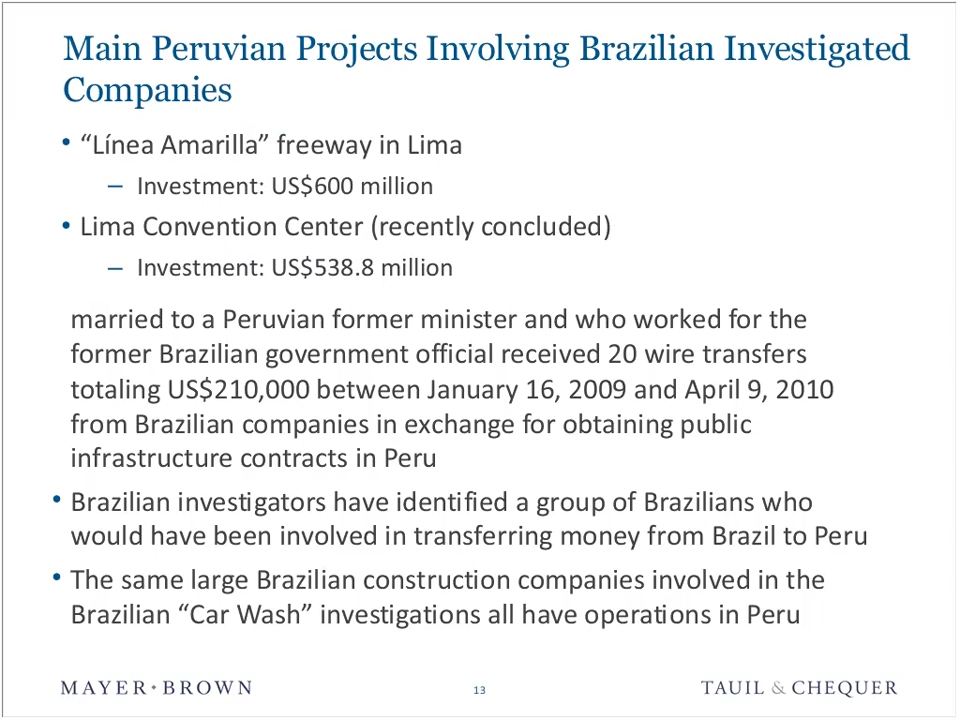 Main Peruvian Projects Involving Brazilian Investigated
Companies
• “Línea Amarilla” freeway in Lima
– Investment: US$600 million
• Lima Convention Center (recently concluded)
– Investment: US$538.8 million
married to a Peruvian former minister and who worked for the
former Brazilian government official received 20 wire transfers
totaling US$210,000 between January 16, 2009 and April 9, 2010
from Brazilian companies in exchange for obtaining public
infrastructure contracts in Peru
• Brazilian investigators have identified a group of Brazilians who
would have been involved in transferring money from Brazil to Peru
• The same large Brazilian construction companies involved in the
Brazilian “Car Wash” investigations all have operations in Peru
MAYER • BROWN
13
TAUIL & CHEQUER